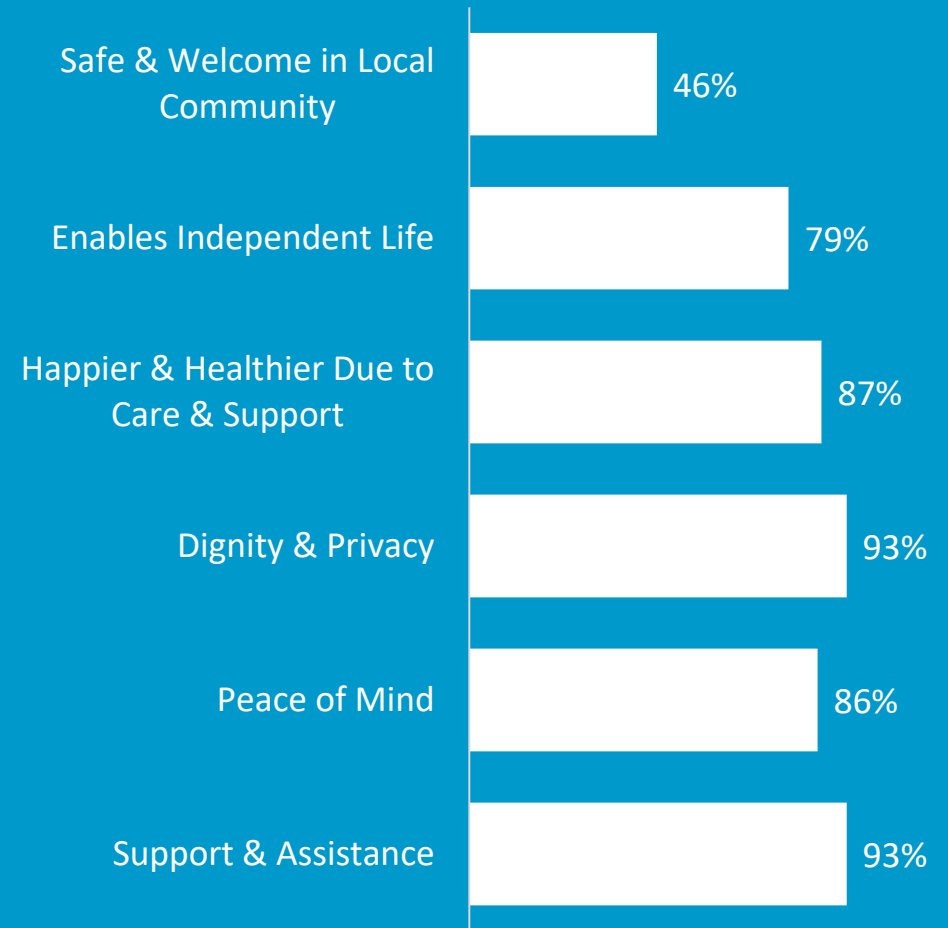 Safe & Welcome in Local
Community
46%
Enables Independent Life
79%
Happier & Healthier Due to
Care & Support
87%
Dignity & Privacy
93%
Peace of Mind
86%
Support & Assistance
93%